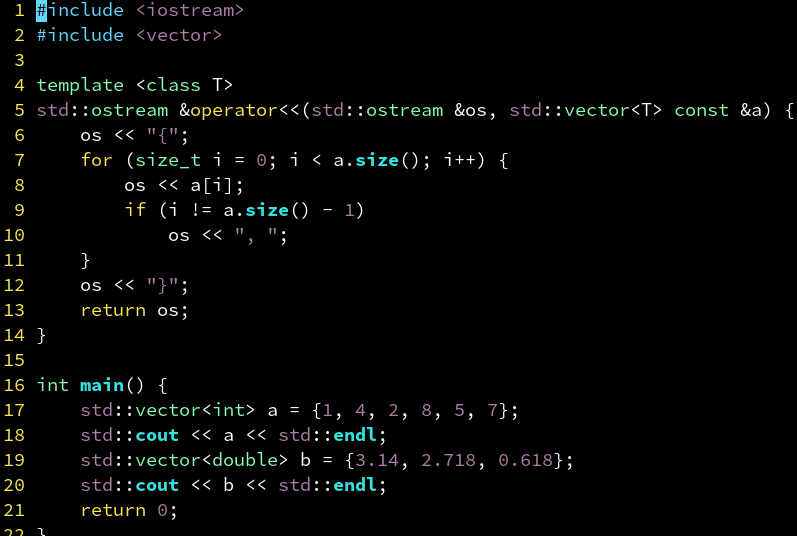 1 #include <iostream>
2 #include <vector>
3
4 template <class T>
5 std::ostream &operator<<(std::ostream &os, std::vector<T> const &a) {
6     os << "{";
7     for (size_t i = 0; i < a.size(); i++) {
8         os << a[i];
9         if (i != a.size() - 1)
10             os << ", ";
11     }
12     os << "}";
13     return os;
14 }
15
16 int main() {
17     std::vector<int> a = {1, 4, 2, 8, 5, 7};
18     std::cout << a << std::endl;
19     std::vector<double> b = {3.14, 2.718, 0.618};
20     std::cout << b << std::endl;
21     return 0;
22 }